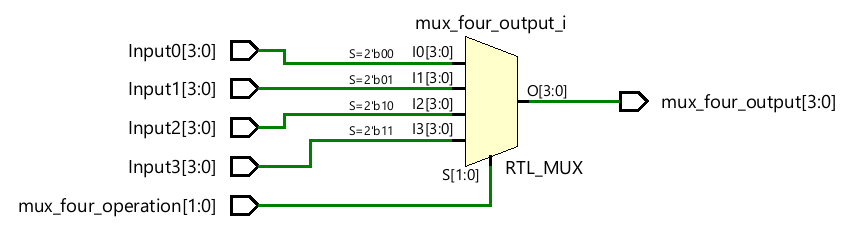 mux_four_output_i
Input0[3:0]
S=2'b00
I0[3:0]
Input1[3:0]
S=2'b01
I1[3:0]
O[3:0]
mux_four_output[3:0]
Input2[3:0]
S=2'b10
I2[3:0]
Input3[3:0]
S=2'b11
I3[3:0]
S[1:0]
RTL_MUX
mux_four_operation[1:0]